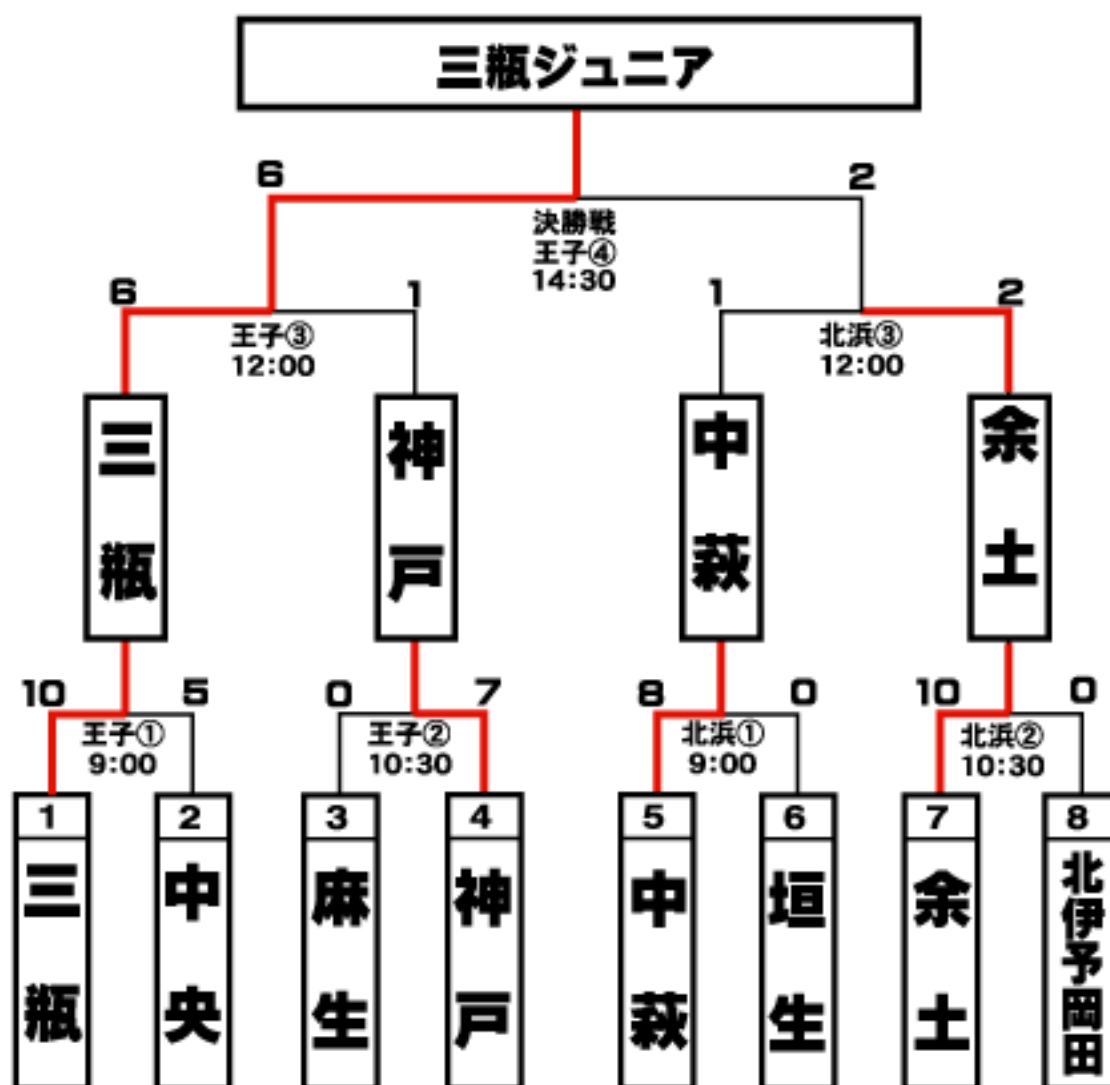 三瓶ジュニア
6
2
決勝戦
王子④
14:30
6
1
1
2
王子③
12:00
北浜③
12:00
三瓶
神戸
中萩
余土
10
5
0
7
8
0
10
0
王子①
9:00
王子②
10:30
北浜①
9:00
北浜②
10:30
1
2
3
4
5
6
7
8
三瓶
中央
麻生
神戸
中萩
垣生
余土
北伊予岡田